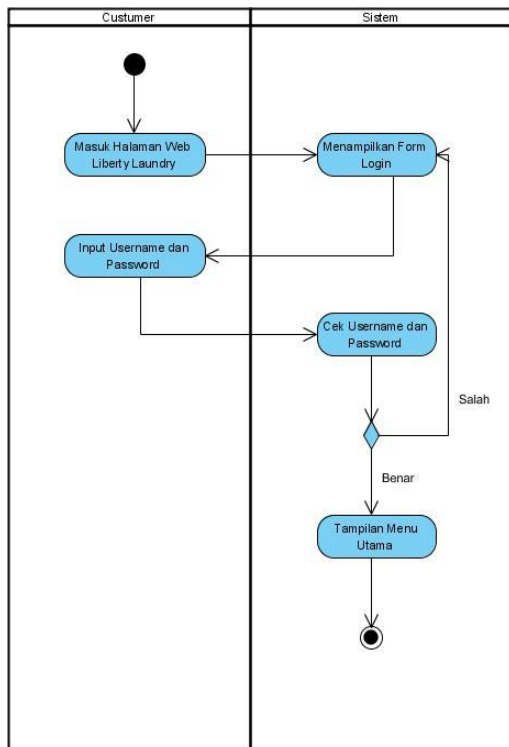 Custumer
Sistem
Masuk Halaman Web
Liberty Laundry
Menampilkan Form
Login
Input Username dan
Password
Cek Username dan
Password
Salah
Benar
Tampilan Menu
Utama